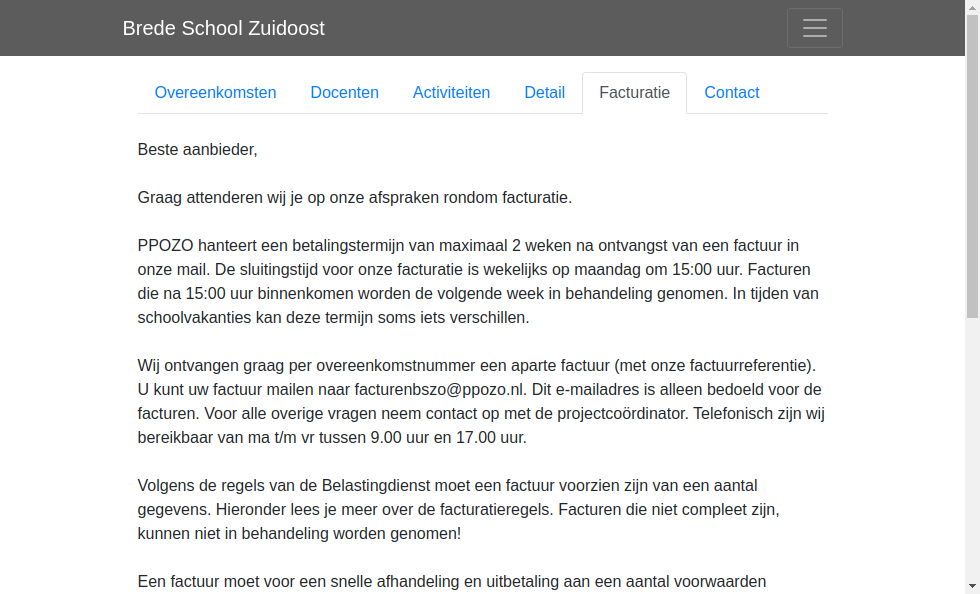 Brede School Zuidoost
Overeenkomsten Docenten Activiteiten Detail Facturatie Contact
Beste aanbieder,
Graag attenderen wij je op onze afspraken rondom facturatie.
PPOZO hanteert een betalingstermijn van maximaal 2 weken na ontvangst van een factuur in
onze mail. De sluitingstijd voor onze facturatie is wekelijks op maandag om 15:00 uur. Facturen
die na 15:00 uur binnenkomen worden de volgende week in behandeling genomen. In tijden van
schoolvakanties kan deze termijn soms iets verschillen.
Wij ontvangen graag per overeenkomstnummer een aparte factuur (met onze factuurreferentie).
U kunt uw factuur mailen naar facturenbszo@ppozo.nl. Dit e-mailadres is alleen bedoeld voor de
facturen. Voor alle overige vragen neem contact op met de projectcoördinator. Telefonisch zijn wij
bereikbaar van ma t/m vr tussen 9.00 uur en 17.00 uur.
Volgens de regels van de Belastingdienst moet een factuur voorzien zijn van een aantal
gegevens. Hieronder lees je meer over de facturatieregels. Facturen die niet compleet zijn,
kunnen niet in behandeling worden genomen!
Een factuur moet voor een snelle afhandeling en uitbetaling aan een aantal voorwaarden